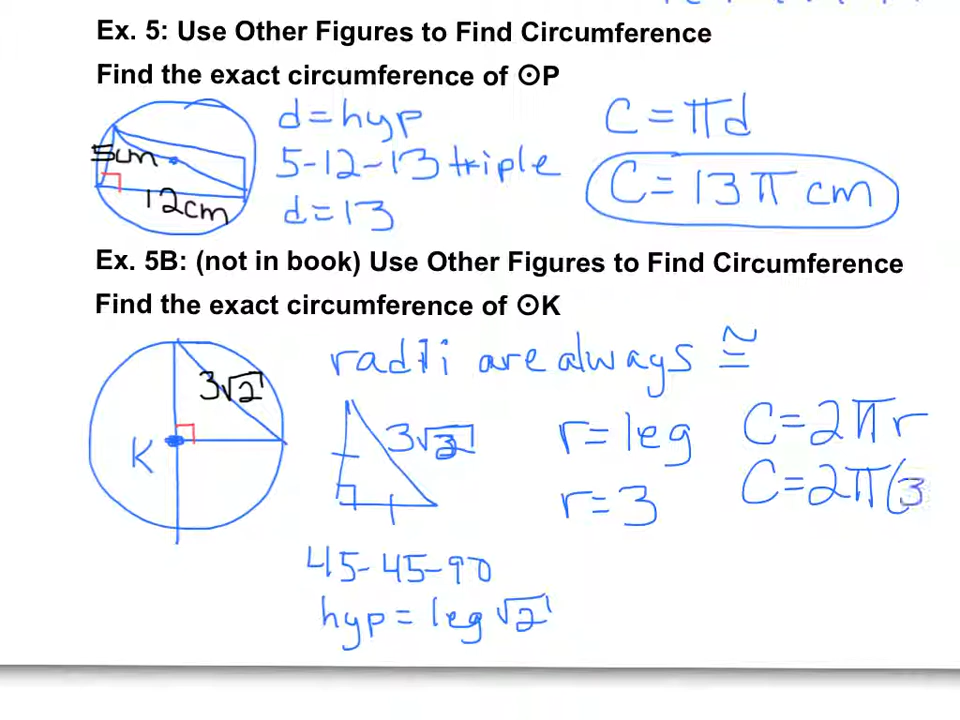 Ex. 5: Use Other Figures to Find Circumference
Find the exact circumference of ⊙P
5cm
12cm
d = hyp
5-12-13 triple
d = 13
C = πd
C = 13π cm
Ex. 5B: (not in book) Use Other Figures to Find Circumference
Find the exact circumference of ⊙K
3√2
K
radii are always ≅
3√2
r = leg
r = 3
C = 2πr
C = 2π(3
45-45-90
hyp = leg √2